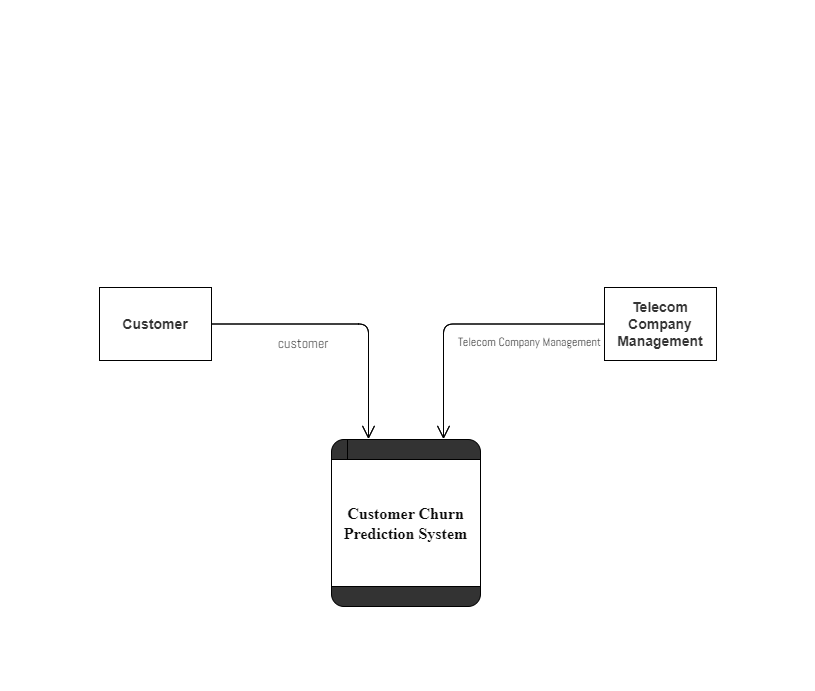 Customer
Telecom
Company
Management
customer
Telecom Company Management
Customer Churn
Prediction System